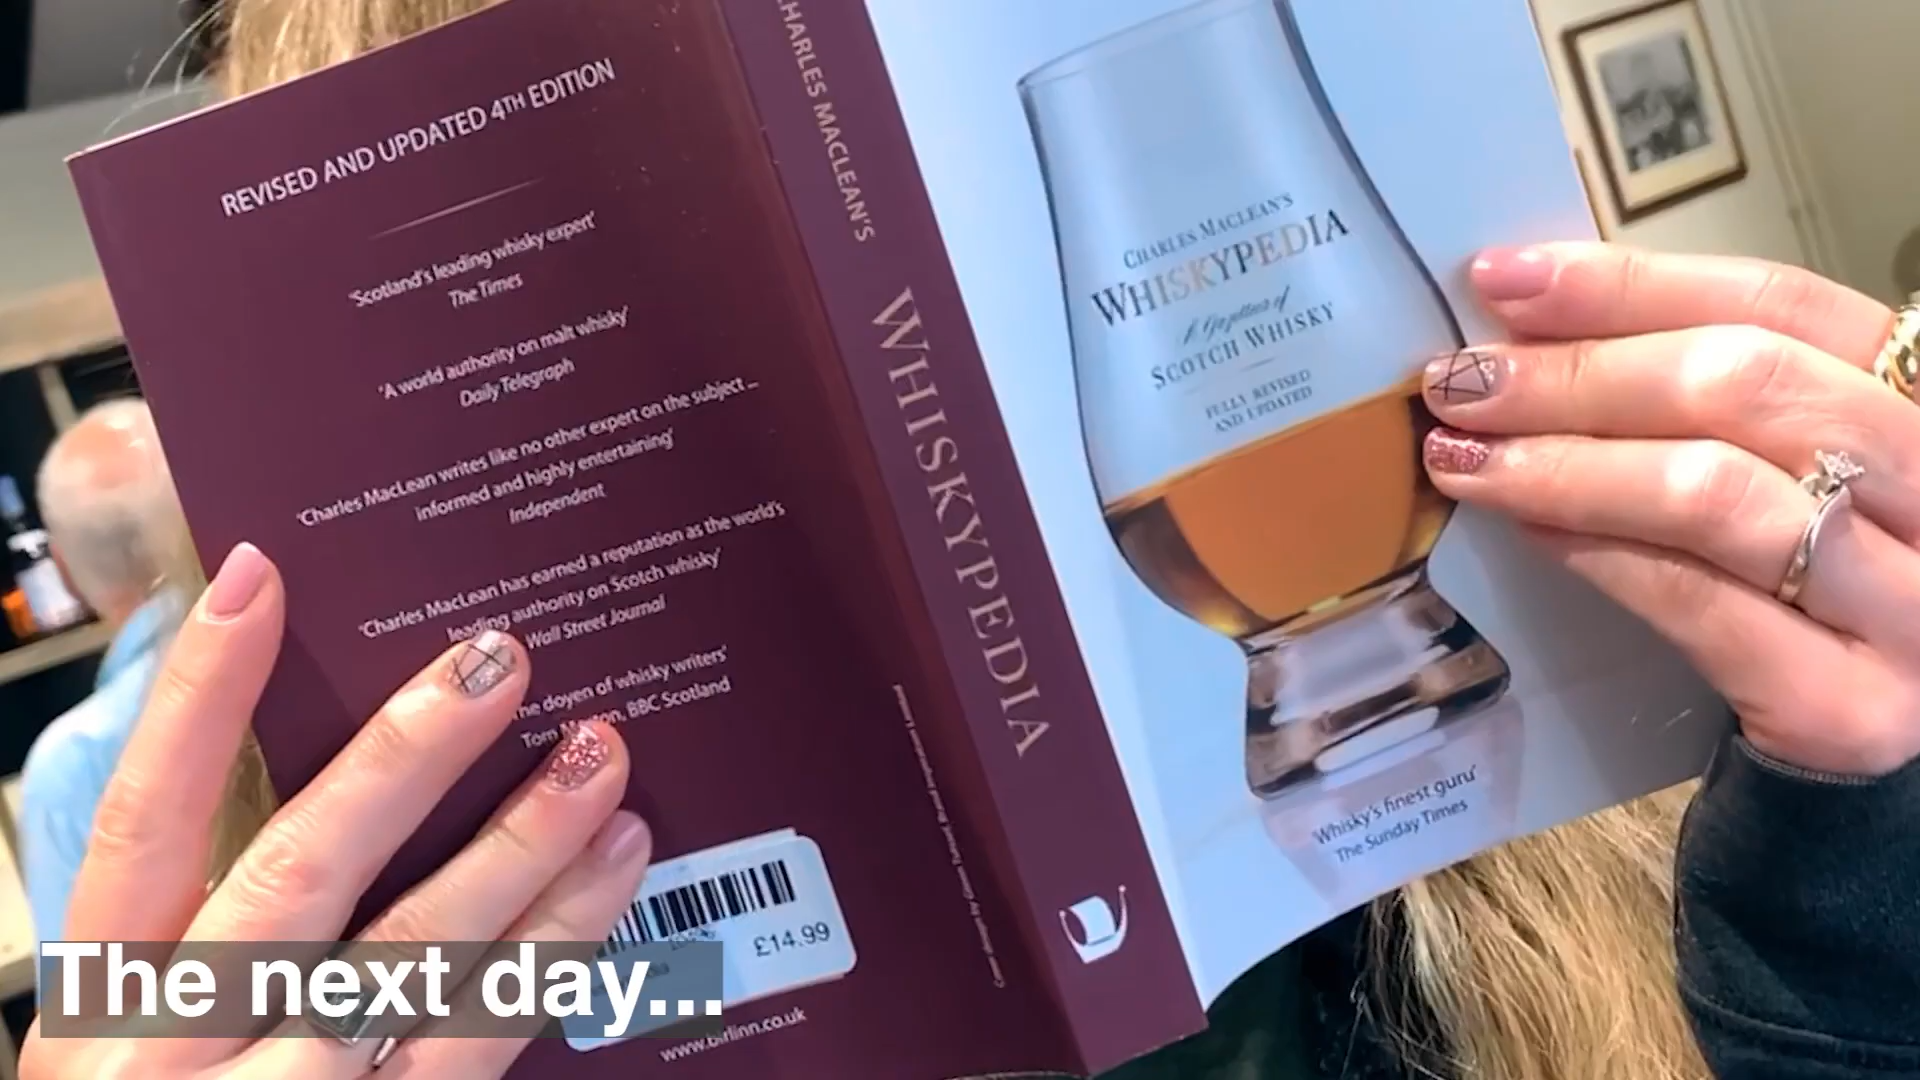 REVISED AND UPDATED 4TH EDITION
'Scotland's leading whisky expert'
The Times
'A world authority on malt whisky'
Daily Telegraph
'Charles MacLean writes like no other expert on the subject ...
informed and highly entertaining'
Independent
'Charles MacLean has earned a reputation as the world's
leading authority on Scotch whisky'
Wall Street Journal
he doyen of whisky writers'
Tom Morton, BBC Scotland
£14.99
www.birlinn.co.uk
CHARLES MACLEAN'S
WHISKYPEDIA
CHARLES MACLEAN'S
WHISKYPEDIA
A Gazetteer of
SCOTCH WHISKY
FULLY REVISED
AND UPDATED
'Whisky's finest guru'
The Sunday Times
The next day...